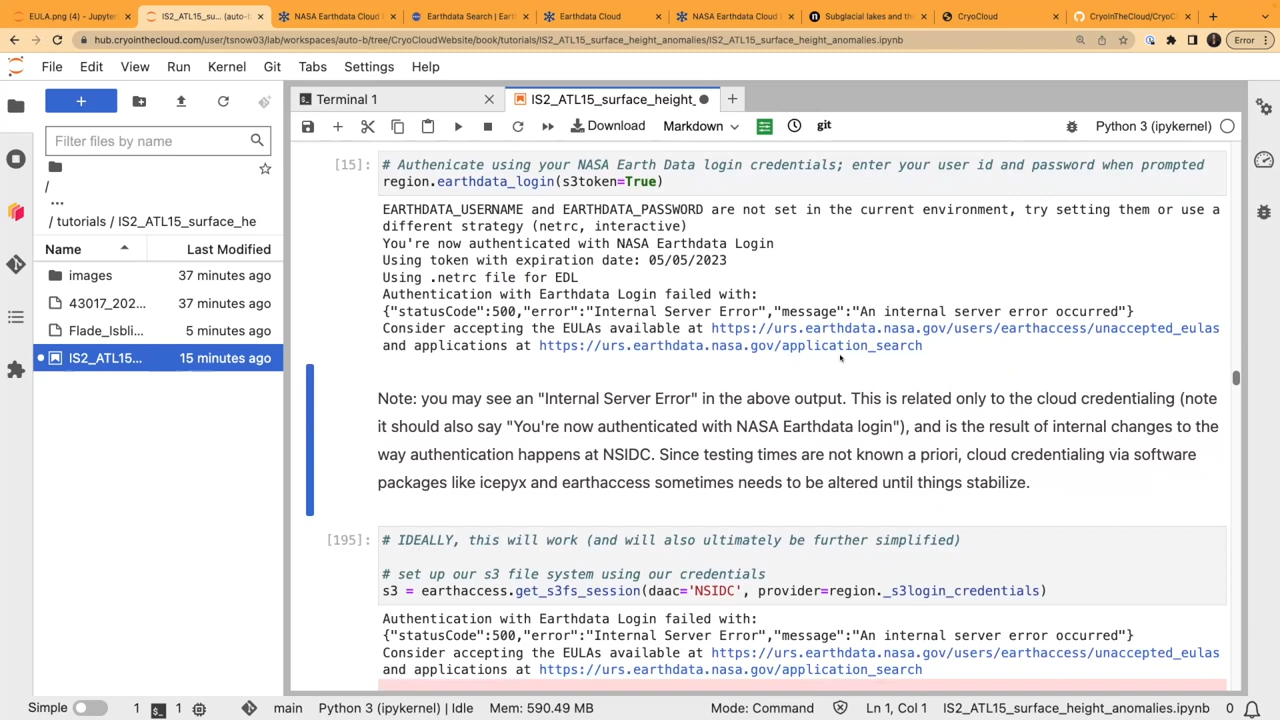 EULA.png (4) - Jupyter
IS2_ATL15_su... (auto-
NASA Earthdata Cloud
Earthdata Search | Eart
Earthdata Cloud
NASA Earthdata Cloud
Subglacial lakes and the
CryoCloud
CryoInTheCloud/CryoC
hub.cryointhecloud.com/user/tsnow03/lab/workspaces/auto-b/tree/CryoCloudWebsite/book/tutorials/IS2_ATL15_surface_height_anomalies/IS2_ATL15_surface_height_anomalies.ipynb
Error
File Edit View Run Kernel Git Tabs Settings Help
Filter files by name
/
...
/ tutorials / IS2_ATL15_surface_he
Name Last Modified
images 37 minutes ago
43017_202... 37 minutes ago
Flade_Isbli... 5 minutes ago
IS2_ATL15... 15 minutes ago
Terminal 1
IS2_ATL15_surface_height_
Download Markdown git Python 3 (ipykernel)
[15]: # Authenicate using your NASA Earth Data login credentials; enter your user id and password when prompted
region.earthdata_login(s3token=True)
EARTHDATA_USERNAME and EARTHDATA_PASSWORD are not set in the current environment, try setting them or use a
different strategy (netrc, interactive)
You're now authenticated with NASA Earthdata Login
Using token with expiration date: 05/05/2023
Using .netrc file for EDL
Authentication with Earthdata Login failed with:
{"statusCode":500,"error":"Internal Server Error","message":"An internal server error occurred"}
Consider accepting the EULAs available at https://urs.earthdata.nasa.gov/users/earthaccess/unaccepted_eulas
and applications at https://urs.earthdata.nasa.gov/application_search
Note: you may see an "Internal Server Error" in the above output. This is related only to the cloud credentialing (note
it should also say "You're now authenticated with NASA Earthdata login"), and is the result of internal changes to the
way authentication happens at NSIDC. Since testing times are not known a priori, cloud credentialing via software
packages like icepyx and earthaccess sometimes needs to be altered until things stabilize.
[195]: # IDEALLY, this will work (and will also ultimately be further simplified)
# set up our s3 file system using our credentials
s3 = earthaccess.get_s3fs_session(daac='NSIDC', provider=region._s3login_credentials)
Authentication with Earthdata Login failed with:
{"statusCode":500,"error":"Internal Server Error","message":"An internal server error occurred"}
Consider accepting the EULAs available at https://urs.earthdata.nasa.gov/users/earthaccess/unaccepted_eulas
and applications at https://urs.earthdata.nasa.gov/application_search
Simple 1 1 main Python 3 (ipykernel) | Idle Mem: 590.49 MB Mode: Command Ln 1, Col 1 IS2_ATL15_surface_height_anomalies.ipynb 0